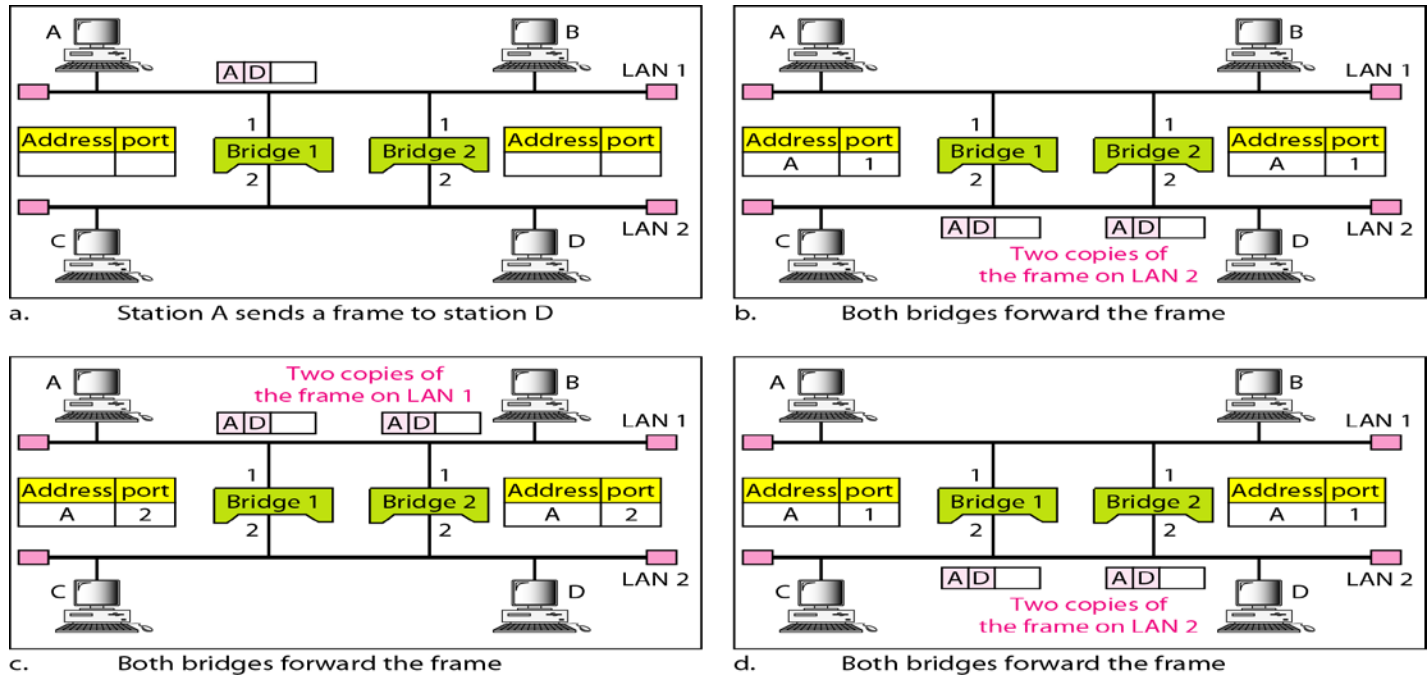 A
B
A D
LAN 1
1
1
Address port
Bridge 1
Bridge 2
Address port
2
2
C
D
LAN 2
a. Station A sends a frame to station D
A
B
LAN 1
1
1
Address port
Bridge 1
Bridge 2
Address port
A 1
A 1
2
2
C
A D
A D
D
LAN 2
Two copies of
the frame on LAN 2
b. Both bridges forward the frame
A
Two copies of
the frame on LAN 1
B
A D
A D
LAN 1
1
1
Address port
Bridge 1
Bridge 2
Address port
A 2
A 2
2
2
C
D
LAN 2
c. Both bridges forward the frame
A
B
LAN 1
1
1
Address port
Bridge 1
Bridge 2
Address port
A 1
A 1
2
2
C
A D
A D
D
LAN 2
Two copies of
the frame on LAN 2
d. Both bridges forward the frame